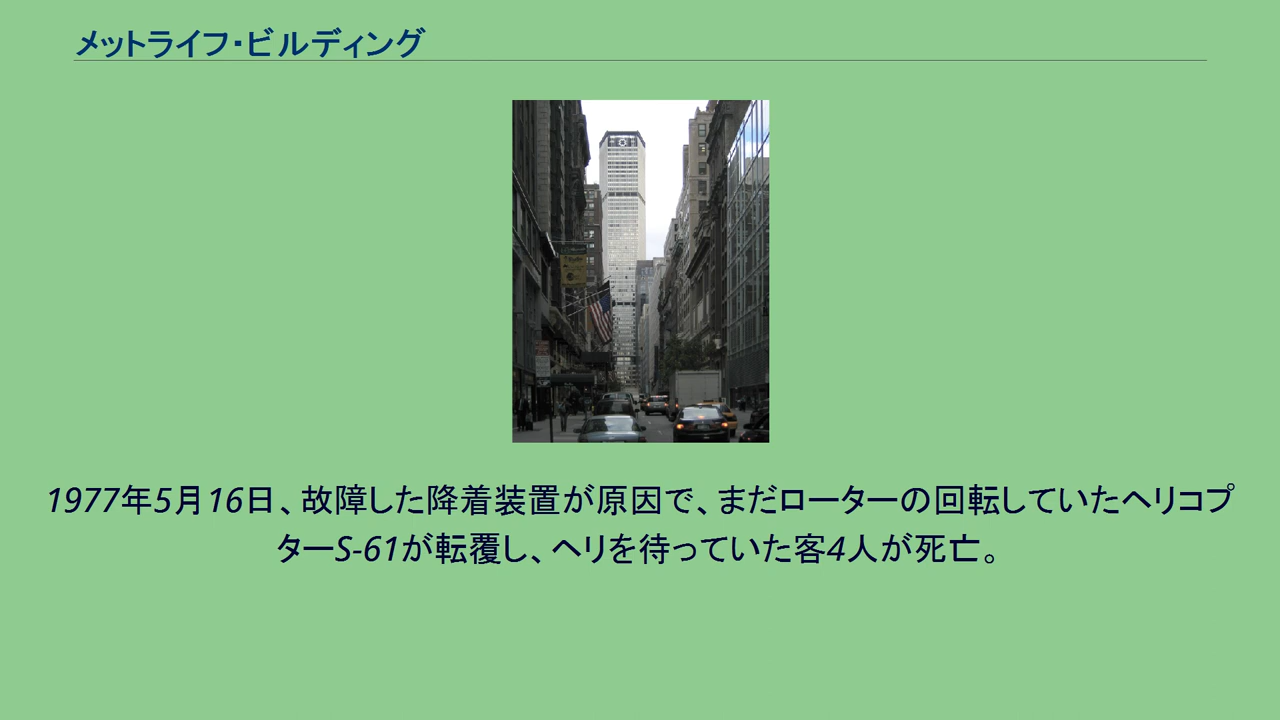 メットライフ・ビルディング
1977年5月16日、故障した降着装置が原因で、まだローターの回転していたヘリコプ
ターS-61が転覆し、ヘリを待っていた客4人が死亡。